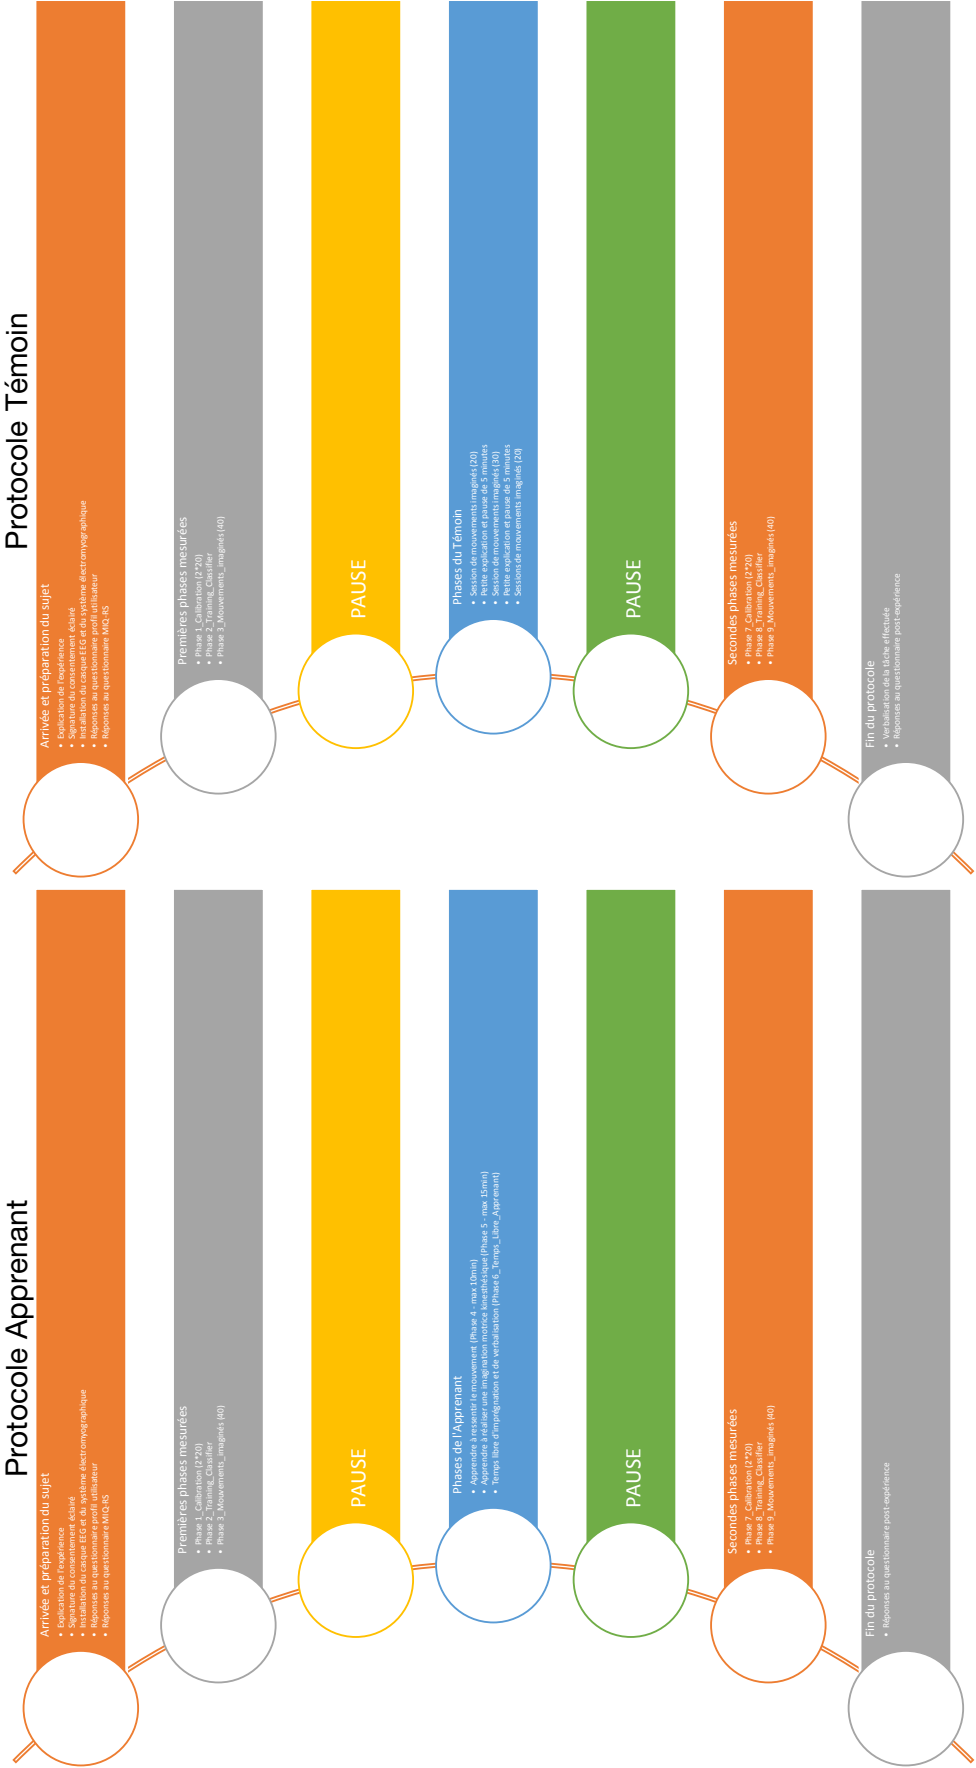 Protocole Apprenant
Arrivée et préparation du sujet
• Explication de l'expérience
• Signature du consentement éclairé
• Installation du casque EEG et du système électromyographique
• Réponses au questionnaire profil utilisateur
• Réponses au questionnaire MIQ-RS
Premières phases mesurées
• Phase 1_Calibration (2*20)
• Phase 2_Training_Classifier
• Phase 3_Mouvements_imaginés (40)
PAUSE
Phases de l'Apprenant
• Apprendre à ressentir le mouvement (Phase 4 - max 10min)
• Apprendre à réaliser une imagination motrice kinesthésique (Phase 5 - max 15min)
• Temps libre d'imprégnation et de verbalisation (Phase 6_Temps_Libre_Apprenant)
PAUSE
Secondes phases mesurées
• Phase 7_Calibration (2*20)
• Phase 8_Training_Classifier
• Phase 9_Mouvements_imaginés (40)
Fin du protocole
• Réponses au questionnaire post-expérience
Protocole Témoin
Arrivée et préparation du sujet
• Explication de l'expérience
• Signature du consentement éclairé
• Installation du casque EEG et du système électromyographique
• Réponses au questionnaire profil utilisateur
• Réponses au questionnaire MIQ-RS
Premières phases mesurées
• Phase 1_Calibration (2*20)
• Phase 2_Training_Classifier
• Phase 3_Mouvements_imaginés (40)
PAUSE
Phases du Témoin
• Session de mouvements imaginés (20)
• Petite explication et pause de 5 minutes
• Session de mouvements imaginés (30)
• Petite explication et pause de 5 minutes
• Sessions de mouvements imaginés (20)
PAUSE
Secondes phases mesurées
• Phase 7_Calibration (2*20)
• Phase 8_Training_Classifier
• Phase 9_Mouvements_imaginés (40)
Fin du protocole
• Verbalisation de la tâche effectuée
• Réponses au questionnaire post-expérience